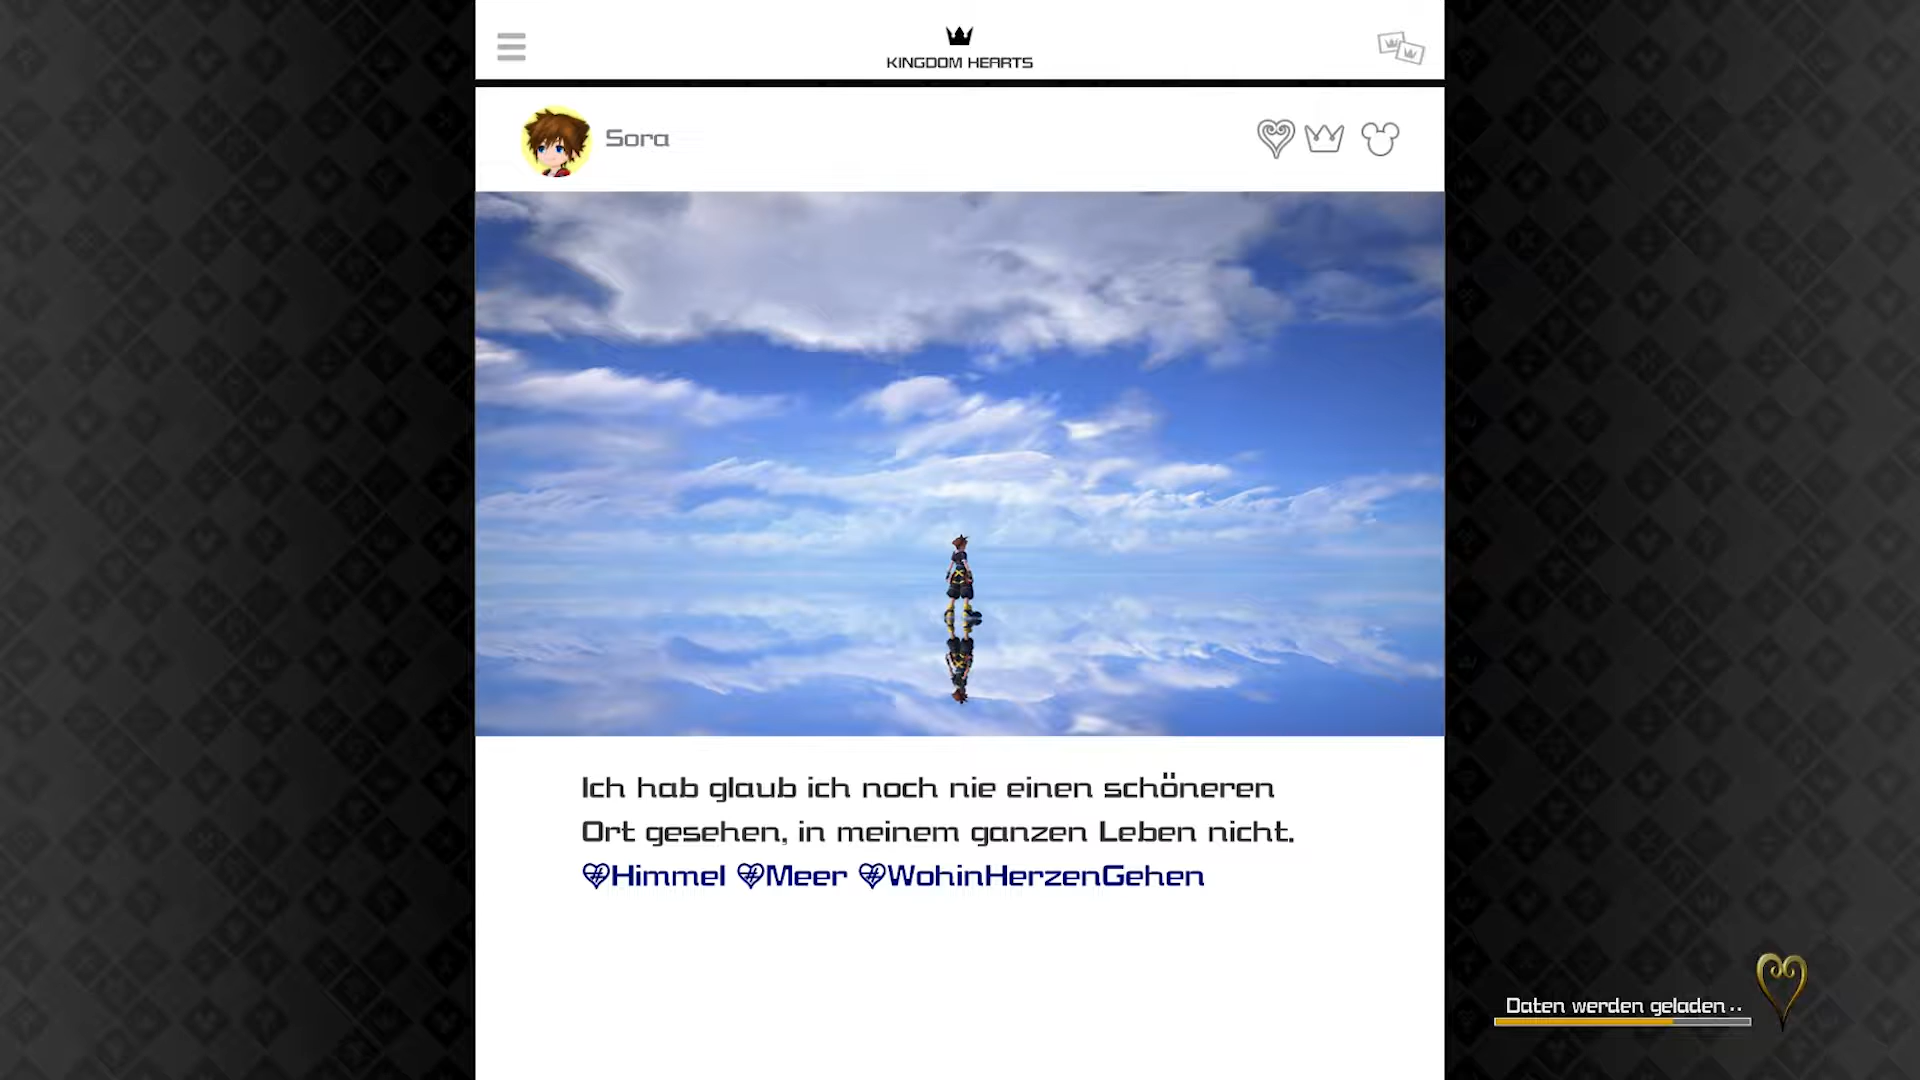 KINGDOM HEARTS
Sora
Ich hab glaub ich noch nie einen schöneren
Ort gesehen, in meinem ganzen Leben nicht.
#Himmel #Meer #WohinHerzenGehen
Daten werden geladen..